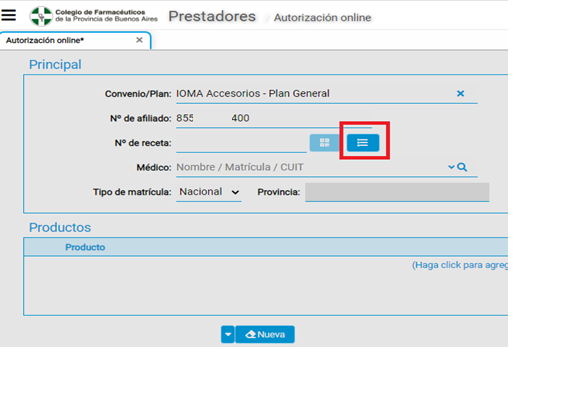 Colegio de Farmacéuticos
de la Provincia de Buenos Aires
Prestadores / Autorización online
Autorización online* ×
Principal
Convenio/Plan: IOMA Accesorios - Plan General ×
Nº de afiliado: 855 400
Nº de receta:
Médico: Nombre / Matrícula / CUIT
Tipo de matrícula: Nacional Provincia:
Productos
Producto
(Haga click para agreg
Nueva